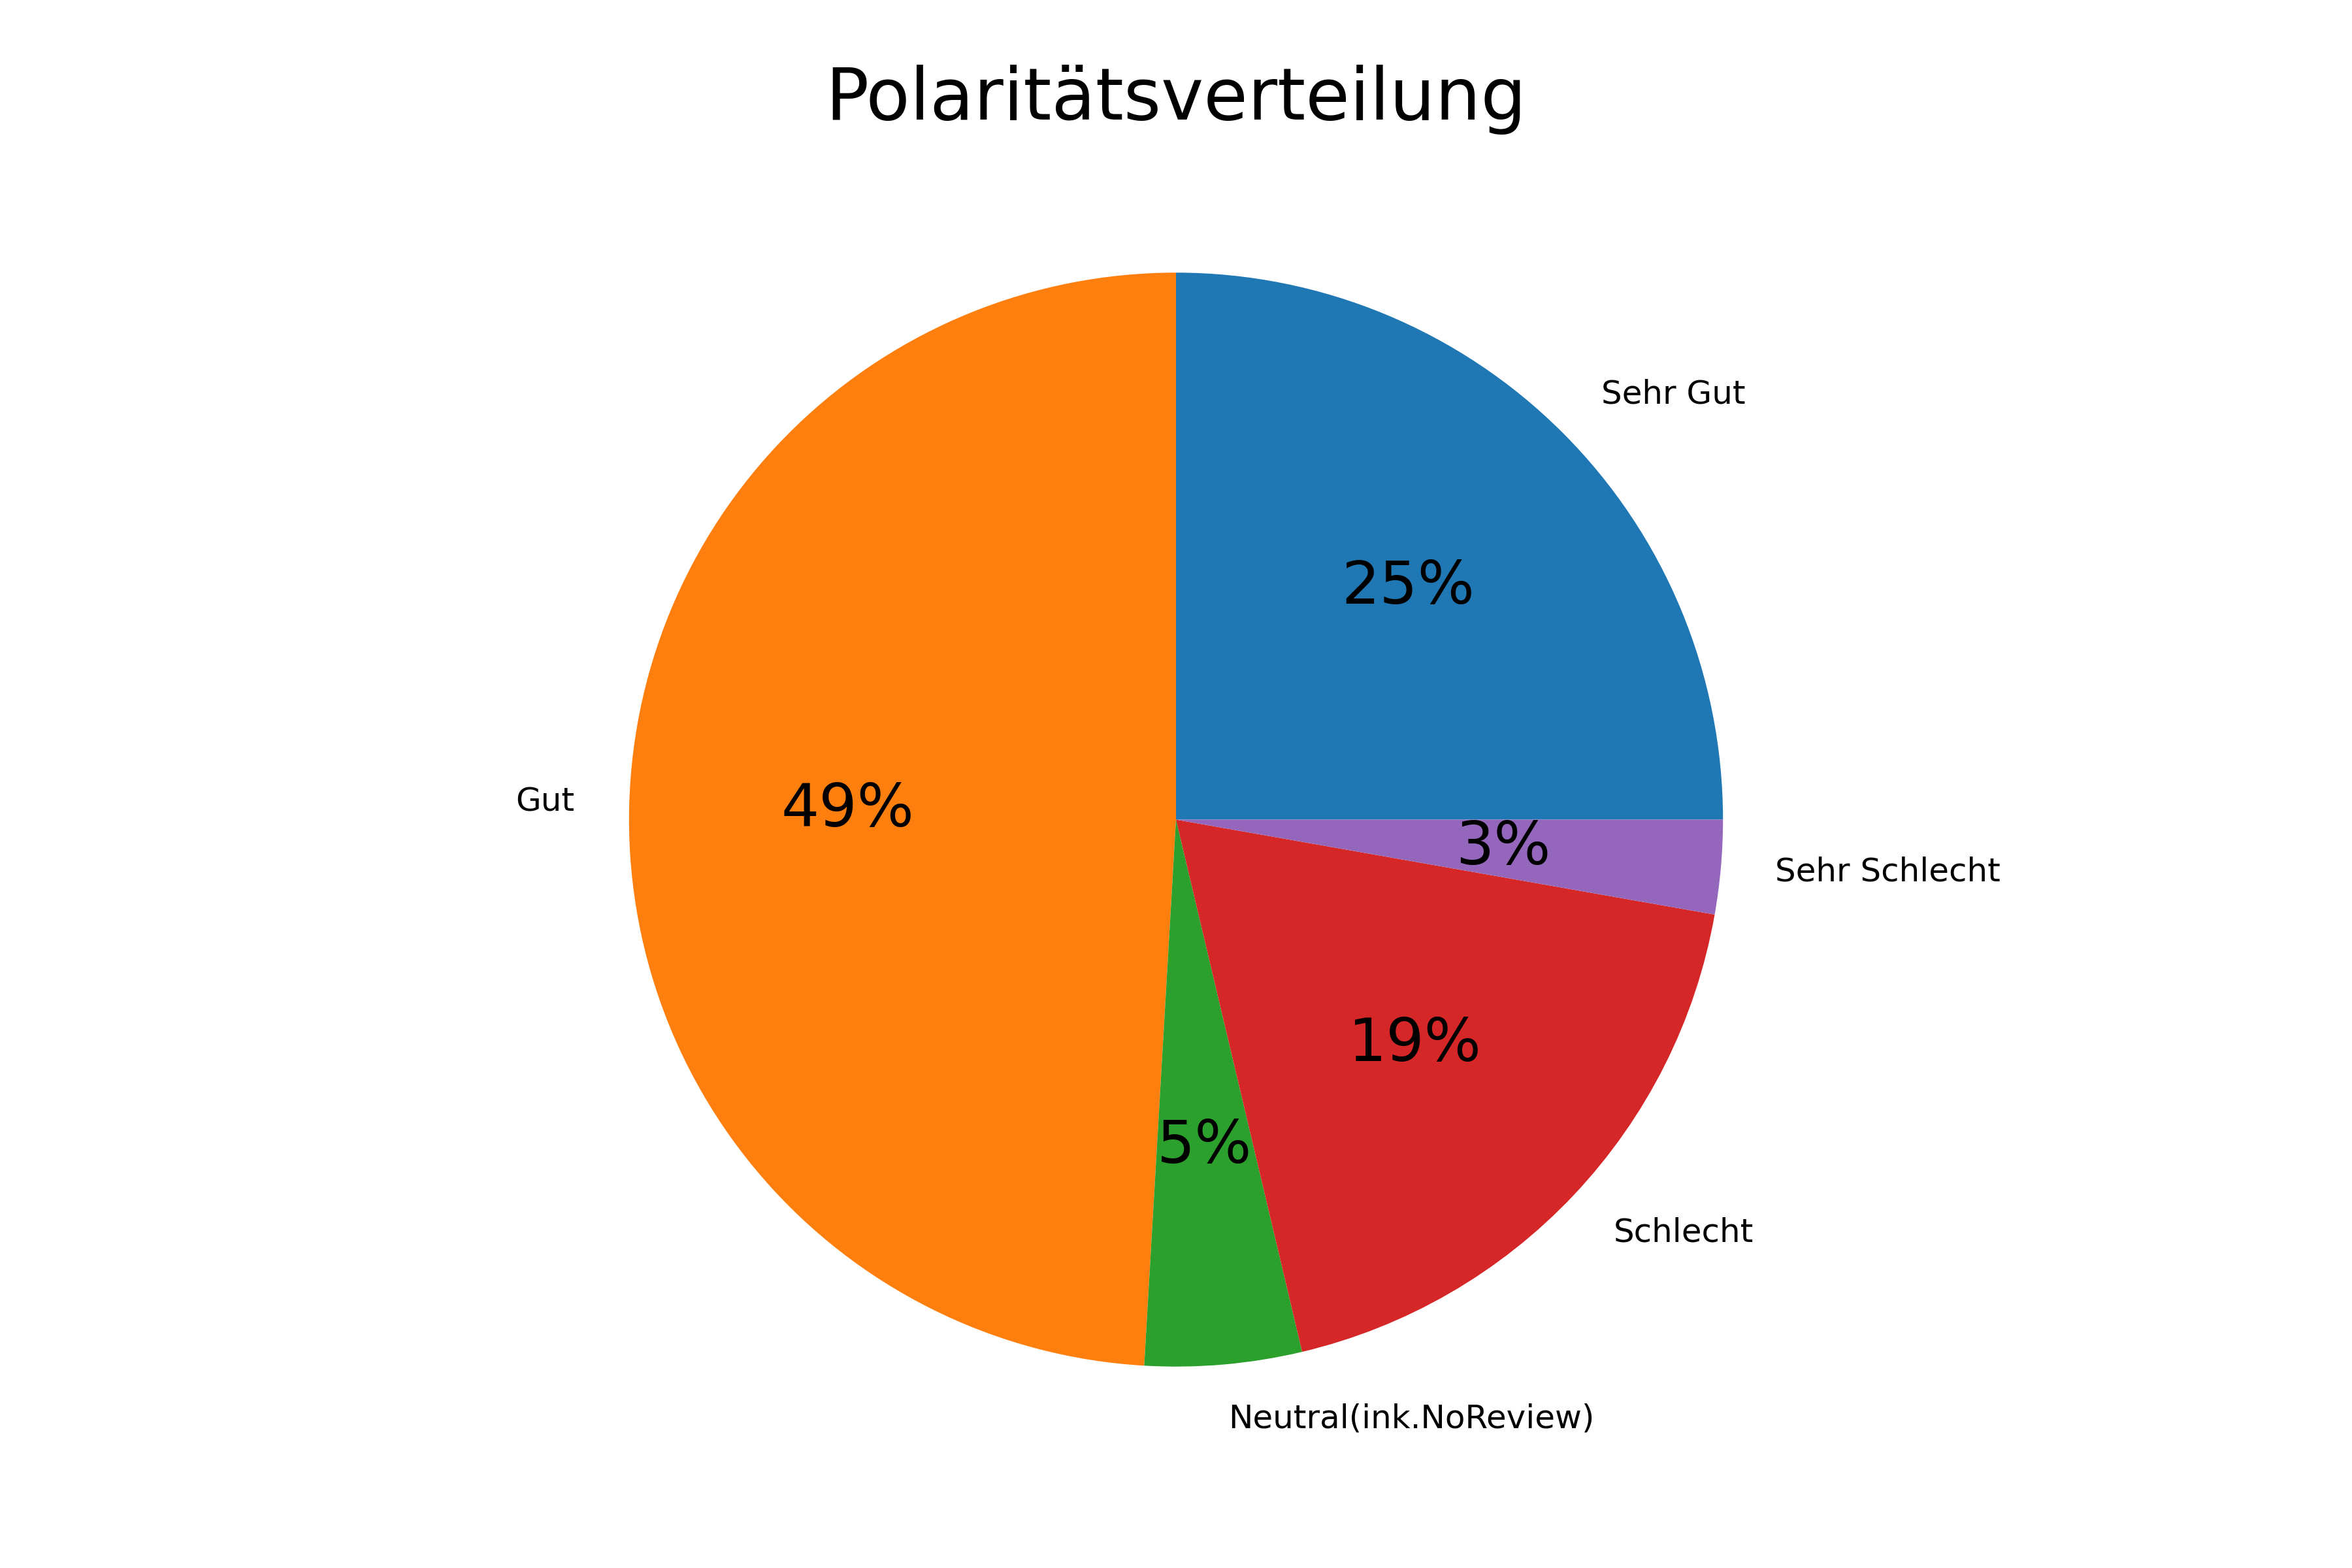 Polaritätsverteilung
Sehr Gut
25%
Gut
49%
3%
Sehr Schlecht
19%
5%
Schlecht
Neutral(ink.NoReview)